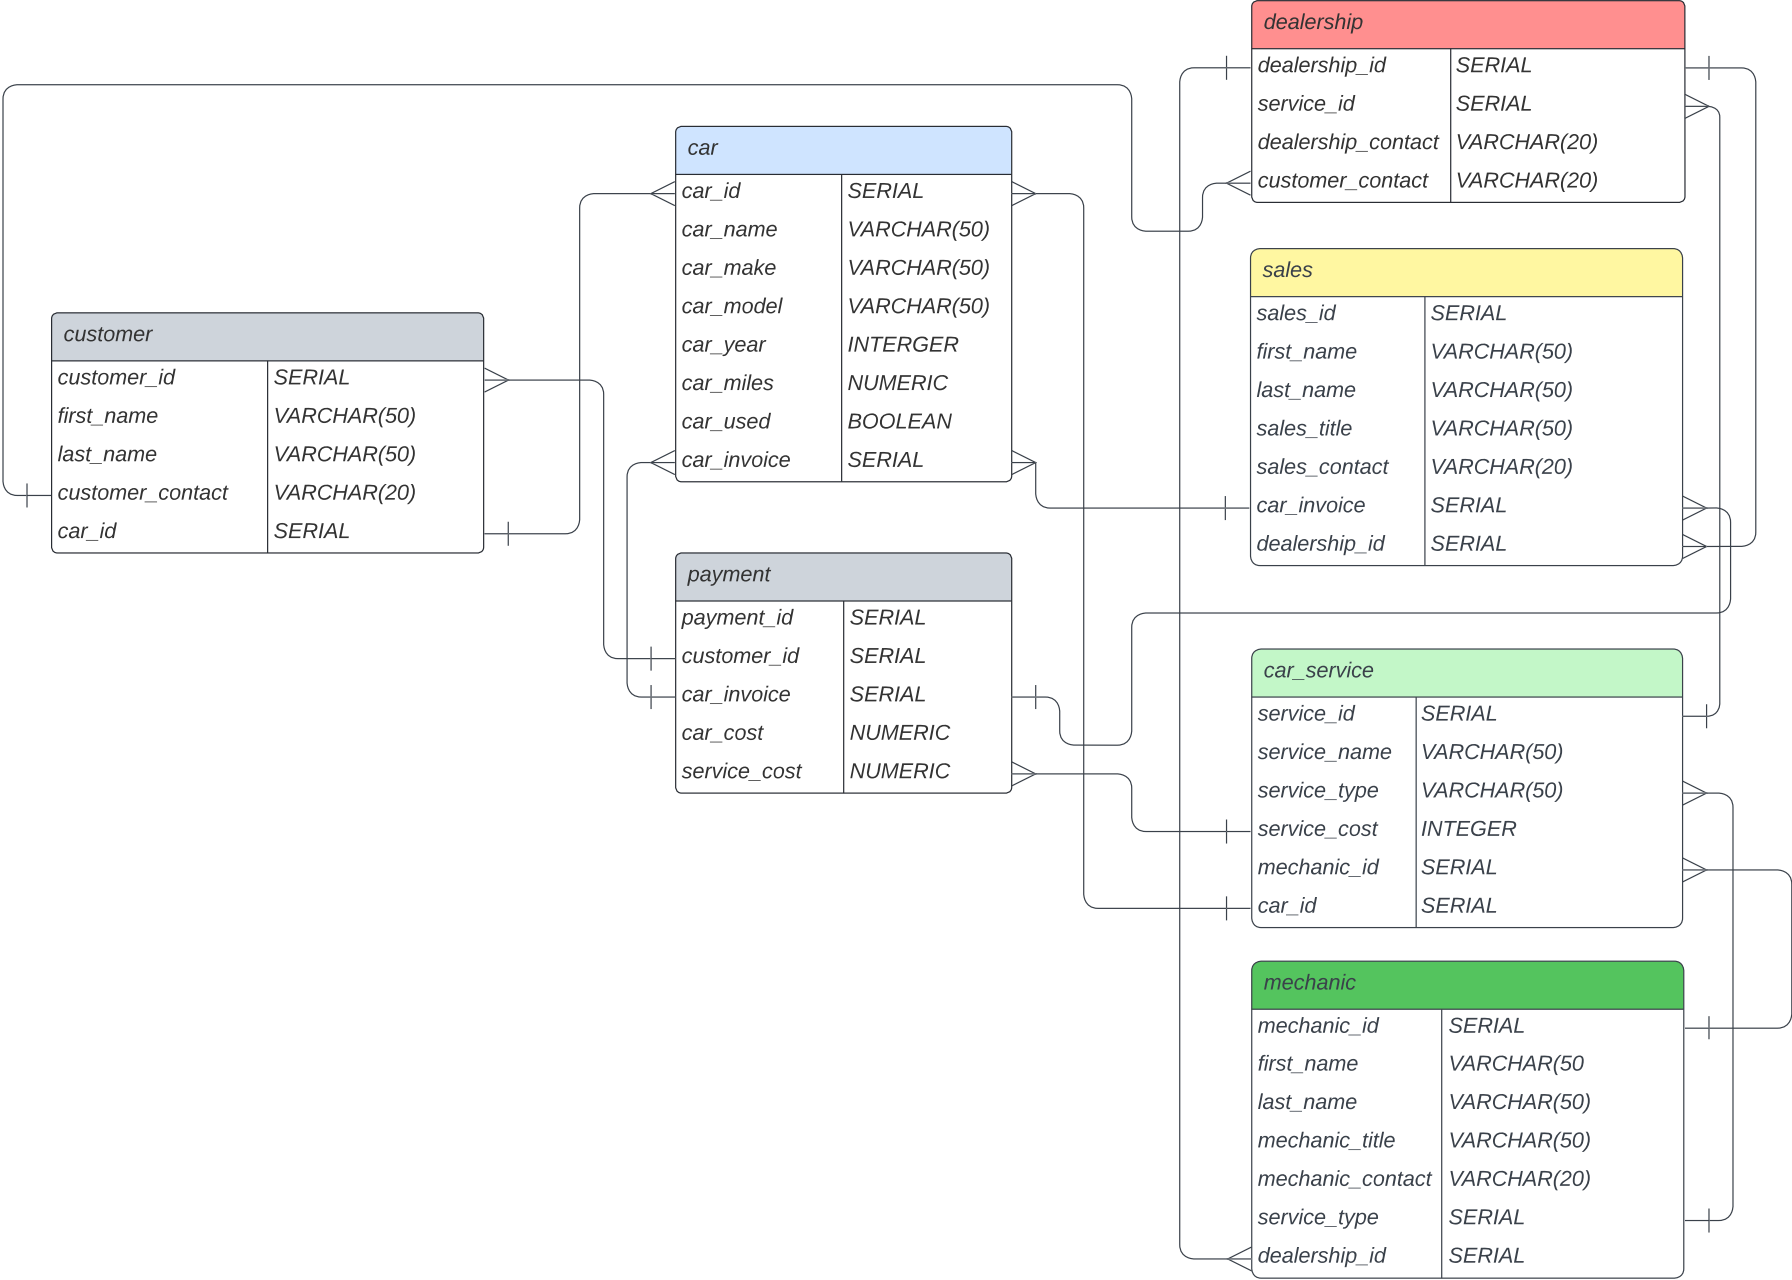 dealership
dealership_id SERIAL
service_id SERIAL
dealership_contact VARCHAR(20)
customer_contact VARCHAR(20)
car
car_id SERIAL
car_name VARCHAR(50)
car_make VARCHAR(50)
car_model VARCHAR(50)
car_year INTERGER
car_miles NUMERIC
car_used BOOLEAN
car_invoice SERIAL
sales
sales_id SERIAL
first_name VARCHAR(50)
last_name VARCHAR(50)
sales_title VARCHAR(50)
sales_contact VARCHAR(20)
car_invoice SERIAL
dealership_id SERIAL
customer
customer_id SERIAL
first_name VARCHAR(50)
last_name VARCHAR(50)
customer_contact VARCHAR(20)
car_id SERIAL
payment
payment_id SERIAL
customer_id SERIAL
car_invoice SERIAL
car_cost NUMERIC
service_cost NUMERIC
car_service
service_id SERIAL
service_name VARCHAR(50)
service_type VARCHAR(50)
service_cost INTEGER
mechanic_id SERIAL
car_id SERIAL
mechanic
mechanic_id SERIAL
first_name VARCHAR(50
last_name VARCHAR(50)
mechanic_title VARCHAR(50)
mechanic_contact VARCHAR(20)
service_type SERIAL
dealership_id SERIAL